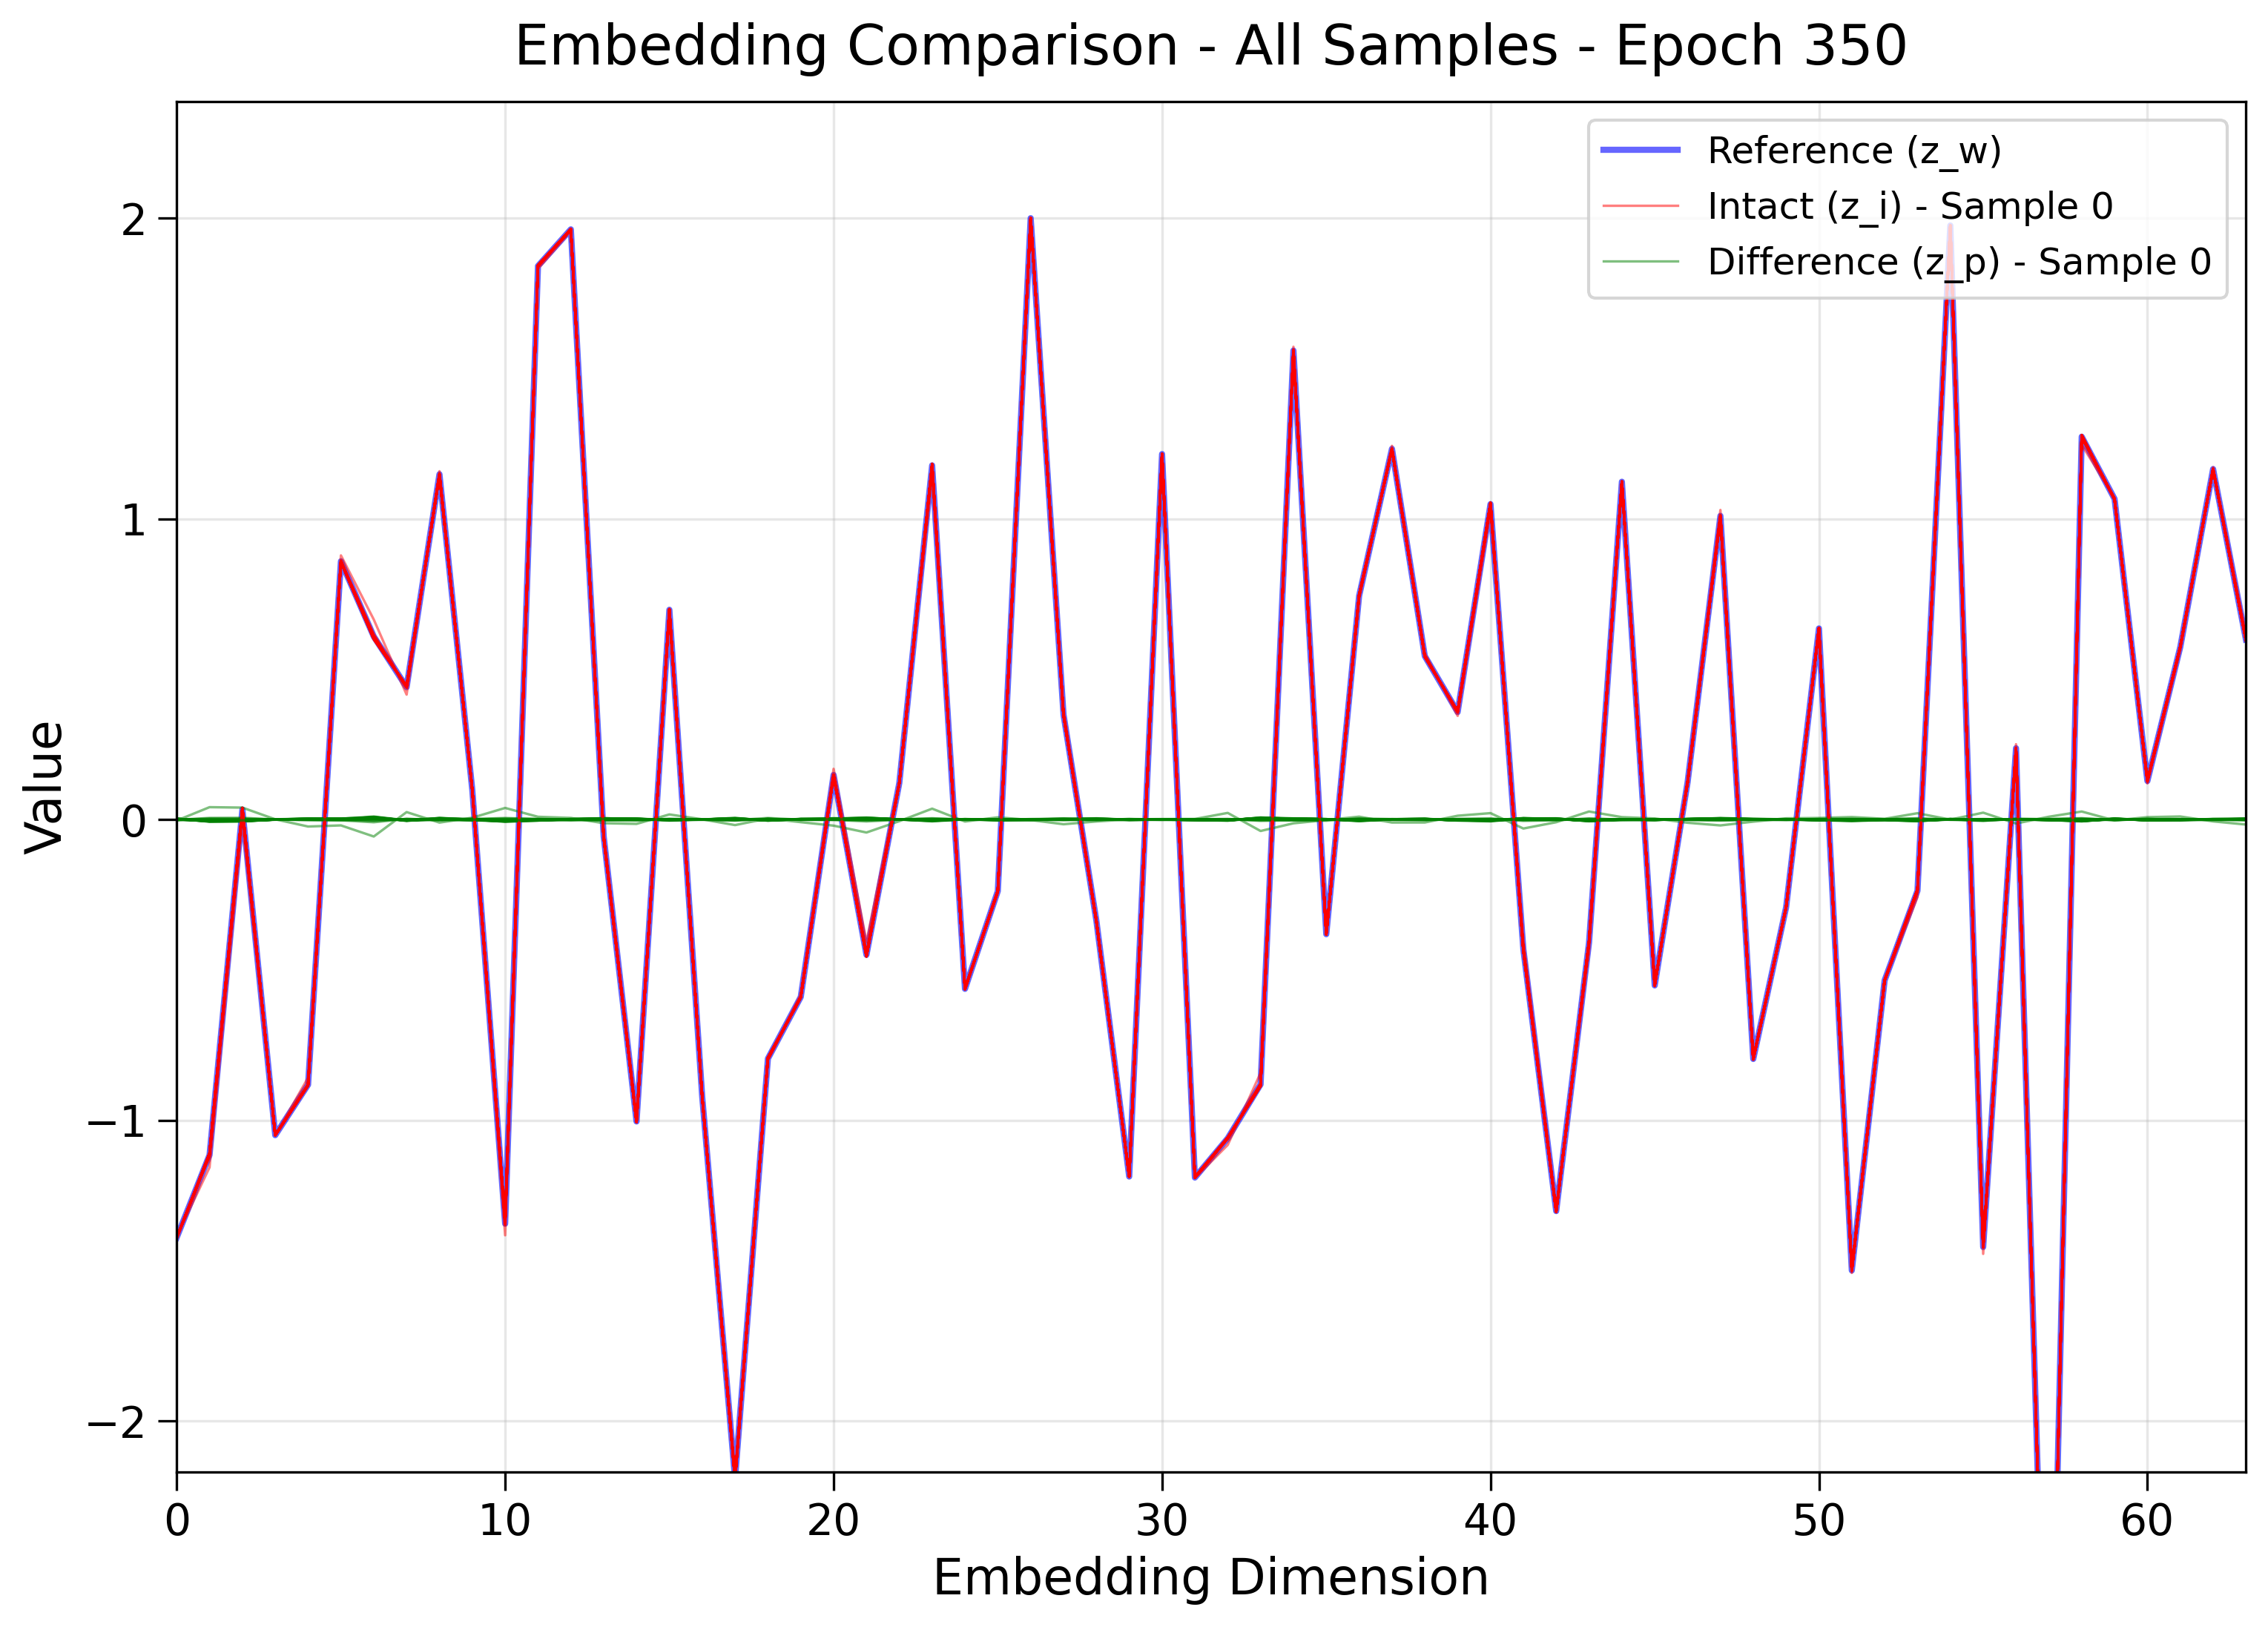 Embedding Comparison - All Samples - Epoch 350
Reference (z_w)
Intact (z_i) - Sample 0
Difference (z_p) - Sample 0
Value
2
1
0
−1
−2
0 10 20 30 40 50 60
Embedding Dimension